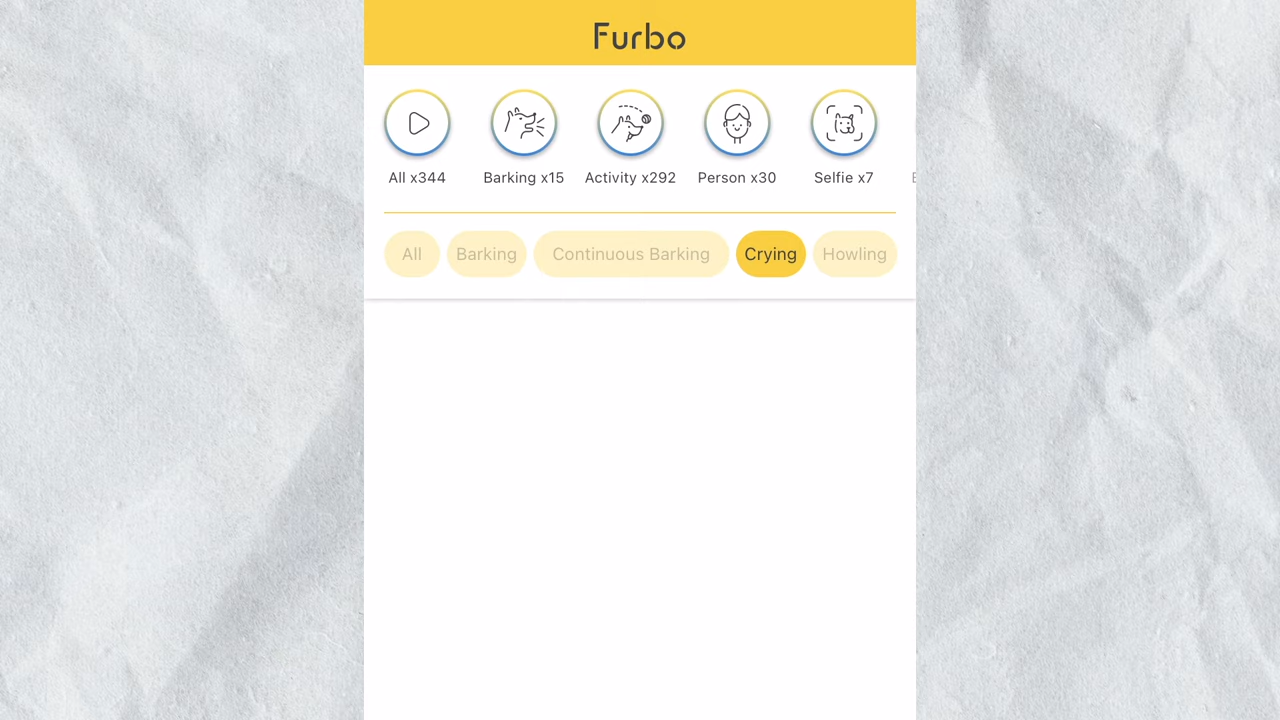 Furbo
All x344
Barking x15
Activity x292
Person x30
Selfie x7
All
Barking
Continuous Barking
Crying
Howling